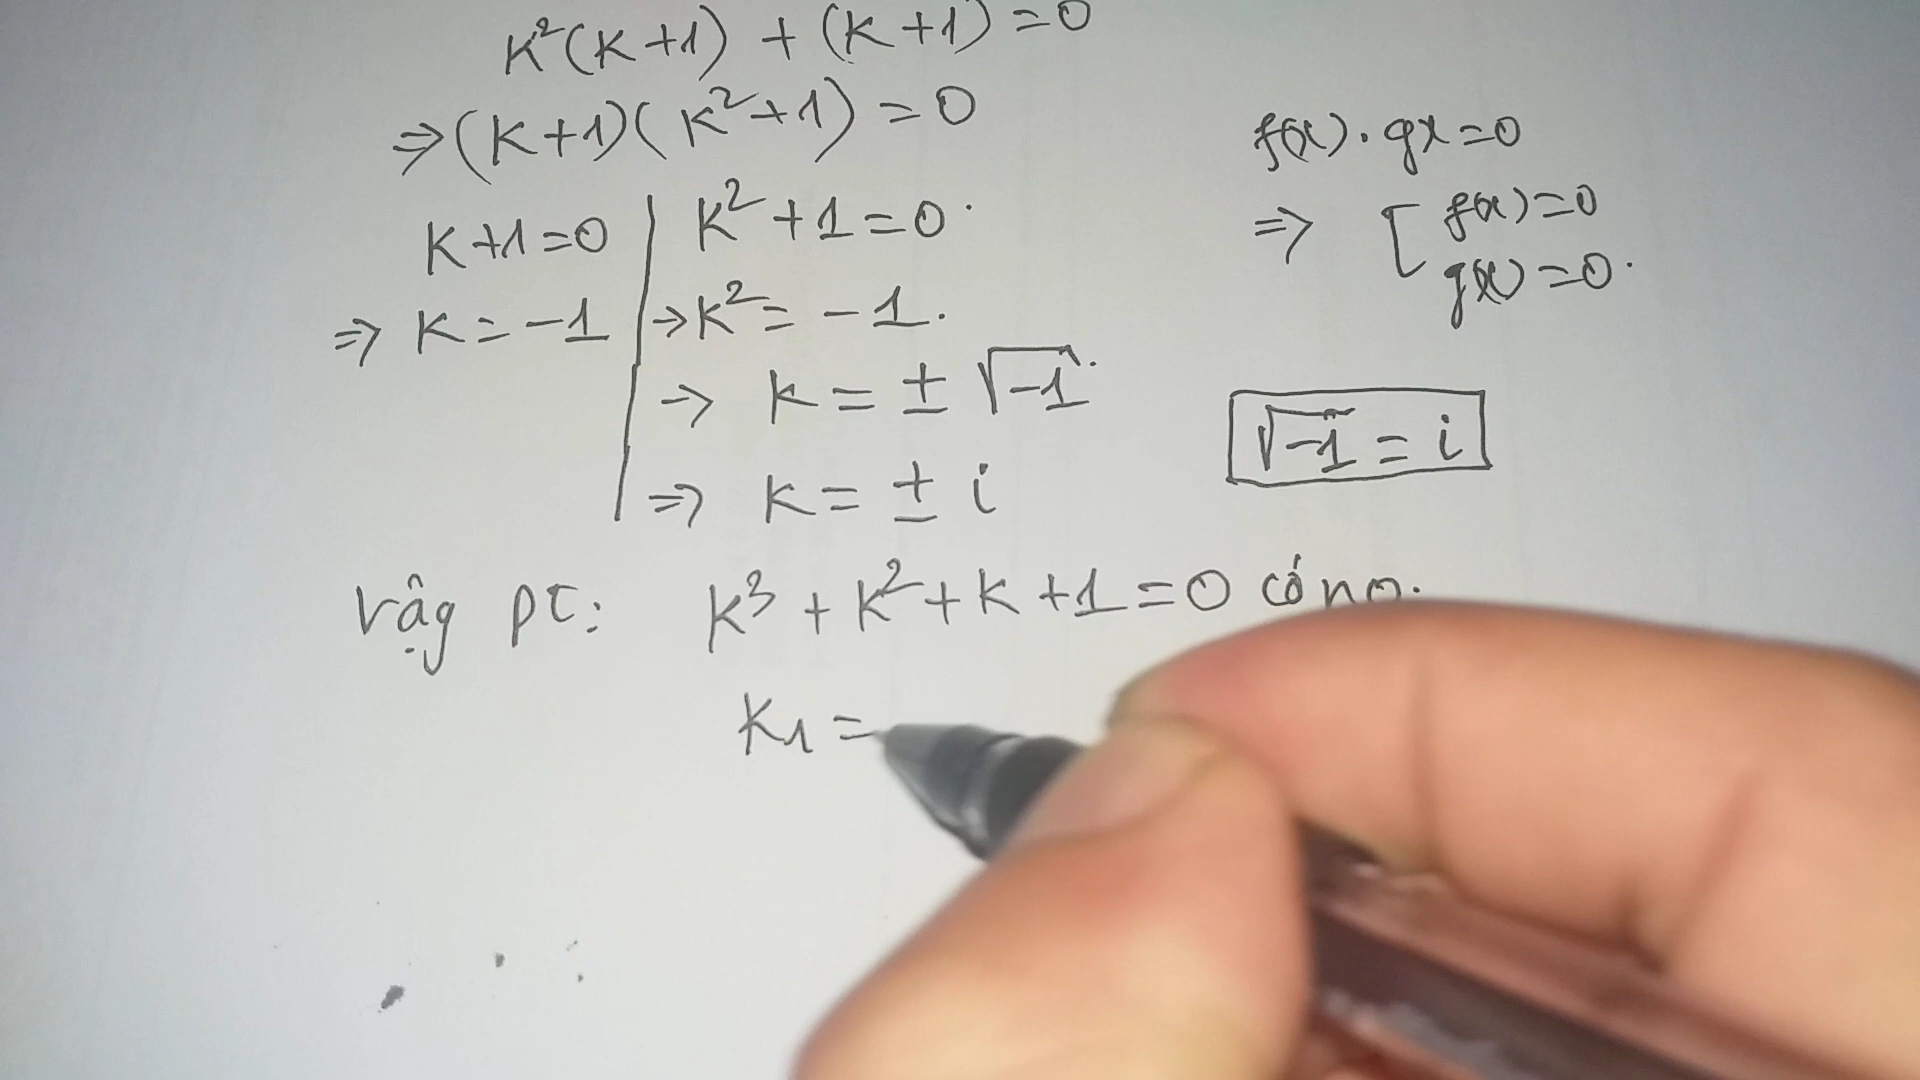 K²(K+1) + (K+1) = 0
⇒ (K+1)(K²+1) = 0
K+1=0 | K²+1=0.
⇒ K = -1 | → K² = -1.
→ K = ± √-1.
⇒ K = ± i
f(x).gx=0
⇒ [ f(x)=0
g(x)=0.
√-1 = i
Vậy pt: K³ + K² + K + 1 = 0 có no.
K₁ =